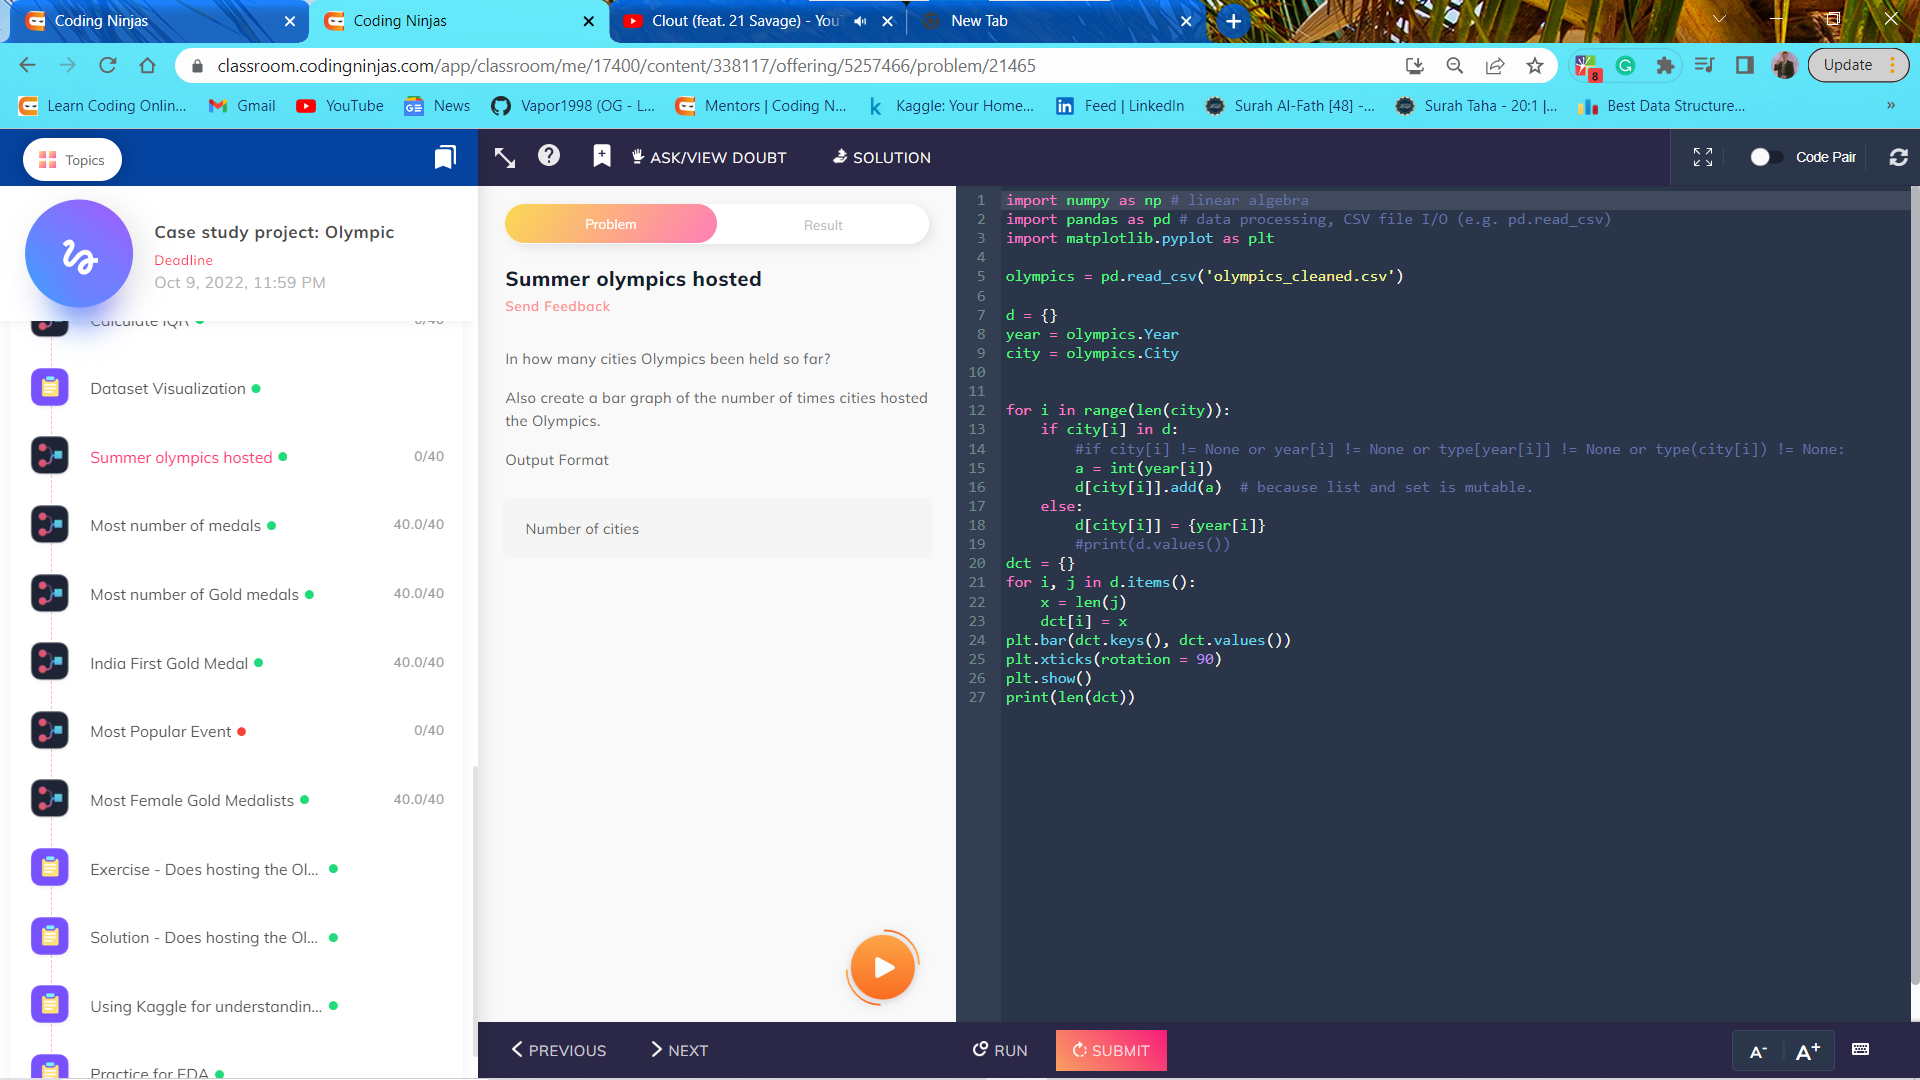 Coding Ninjas
Coding Ninjas
Clout (feat. 21 Savage) - You
New Tab
classroom.codingninjas.com/app/classroom/me/17400/content/338117/offering/5257466/problem/21465
8
Update
Learn Coding Onlin...
Gmail
YouTube
News
Vapor1998 (OG - L...
Mentors | Coding N...
Kaggle: Your Home...
Feed | LinkedIn
Surah Al-Fath [48] -...
Surah Taha - 20:1 |...
Best Data Structure...
»
Topics
ASK/VIEW DOUBT
SOLUTION
Code Pair
Case study project: Olympic
Deadline
Oct 9, 2022, 11:59 PM
Calculate IQR
0/40
Dataset Visualization
Summer olympics hosted
0/40
Most number of medals
40.0/40
Most number of Gold medals
40.0/40
India First Gold Medal
40.0/40
Most Popular Event
0/40
Most Female Gold Medalists
40.0/40
Exercise - Does hosting the Ol...
Solution - Does hosting the Ol...
Using Kaggle for understandin...
Practice for EDA
Problem
Result
Summer olympics hosted
Send Feedback
In how many cities Olympics been held so far?
Also create a bar graph of the number of times cities hosted
the Olympics.
Output Format
Number of cities
1 import numpy as np # linear algebra
2 import pandas as pd # data processing, CSV file I/O (e.g. pd.read_csv)
3 import matplotlib.pyplot as plt
4
5 olympics = pd.read_csv('olympics_cleaned.csv')
6
7 d = {}
8 year = olympics.Year
9 city = olympics.City
10
11
12 for i in range(len(city)):
13     if city[i] in d:
14         #if city[i] != None or year[i] != None or type[year[i]] != None or type(city[i]) != None:
15         a = int(year[i])
16         d[city[i]].add(a)  # because list and set is mutable.
17     else:
18         d[city[i]] = {year[i]}
19         #print(d.values())
20 dct = {}
21 for i, j in d.items():
22     x = len(j)
23     dct[i] = x
24 plt.bar(dct.keys(), dct.values())
25 plt.xticks(rotation = 90)
26 plt.show()
27 print(len(dct))
PREVIOUS
NEXT
RUN
SUBMIT
A-
A+